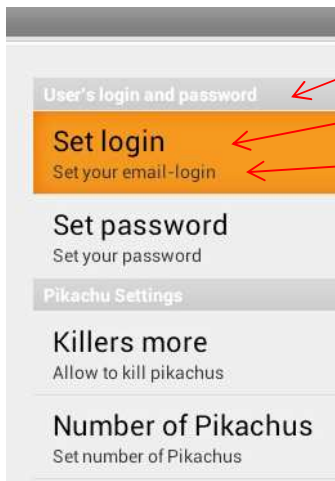 User's login and password
Set login
Set your email-login
Set password
Set your password
Pikachu Settings
Killers more
Allow to kill pikachus
Number of Pikachus
Set number of Pikachus